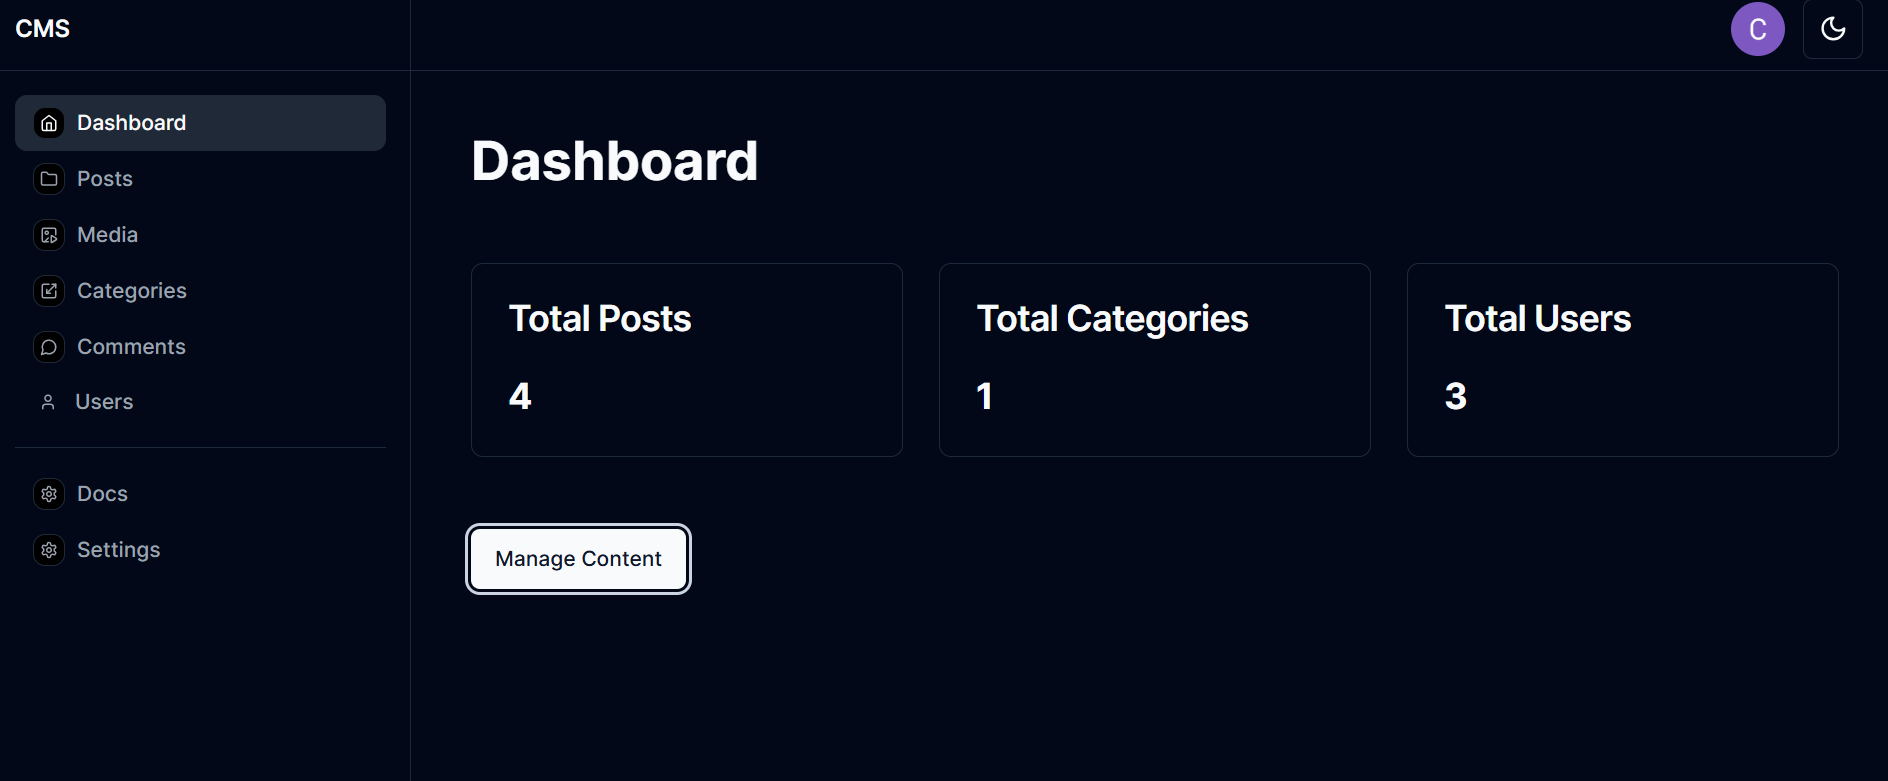 CMS
C
Dashboard
Posts
Media
Categories
Comments
Users
Docs
Settings
Dashboard
Total Posts
4
Total Categories
1
Total Users
3
Manage Content